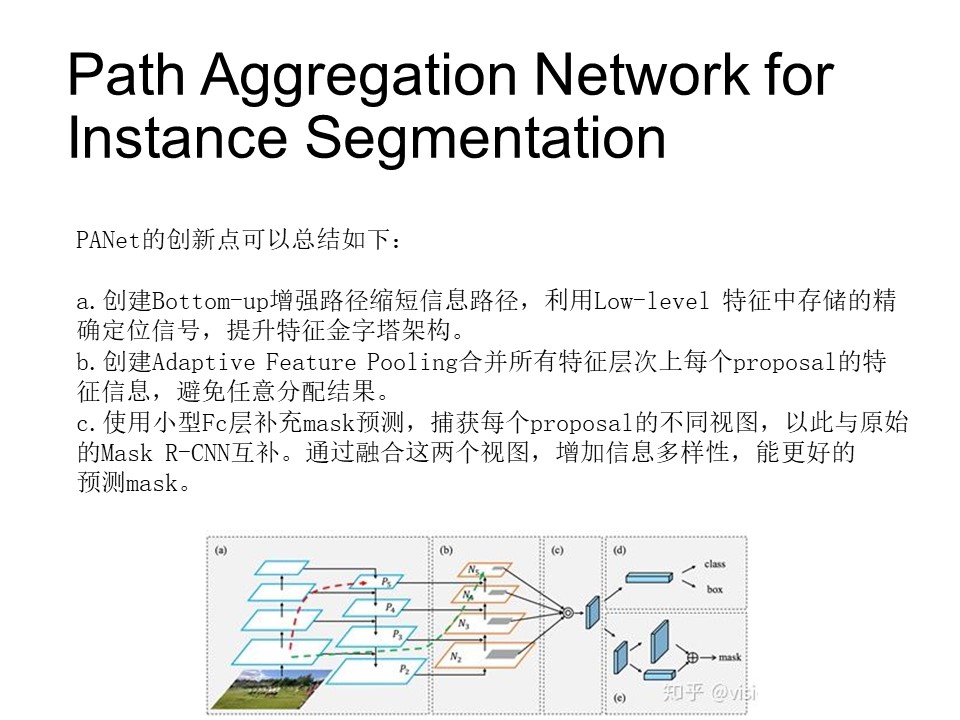 Path Aggregation Network for
Instance Segmentation
PANet的创新点可以总结如下：
a.创建Bottom-up增强路径缩短信息路径，利用Low-level 特征中存储的精
确定位信号，提升特征金字塔架构。
b.创建Adaptive Feature Pooling合并所有特征层次上每个proposal的特
征信息，避免任意分配结果。
c.使用小型Fc层补充mask预测，捕获每个proposal的不同视图，以此与原始
的Mask R-CNN互补。通过融合这两个视图，增加信息多样性，能更好的
预测mask。
(a)
P5
P4
P3
P2
(b)
N5
N4
N3
N2
(c)
(d)
class
box
(e)
mask
知乎 @visi